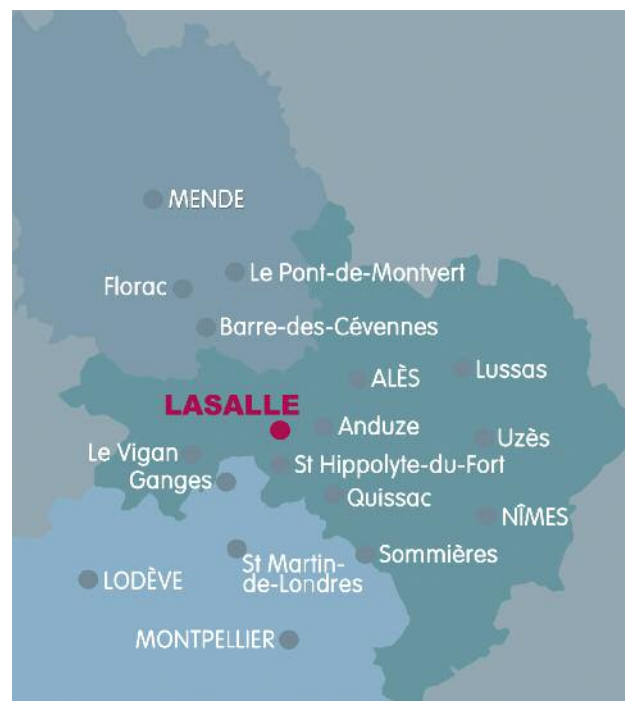 MENDE
Le Pont-de-Montvert
Florac
Barre-des-Cévennes
ALÈS
Lussas
LASALLE
Anduze
Uzès
Le Vigan
St Hippolyte-du-Fort
Ganges
Quissac
NÎMES
St Martin-
de-Londres
Sommières
LODÈVE
MONTPELLIER